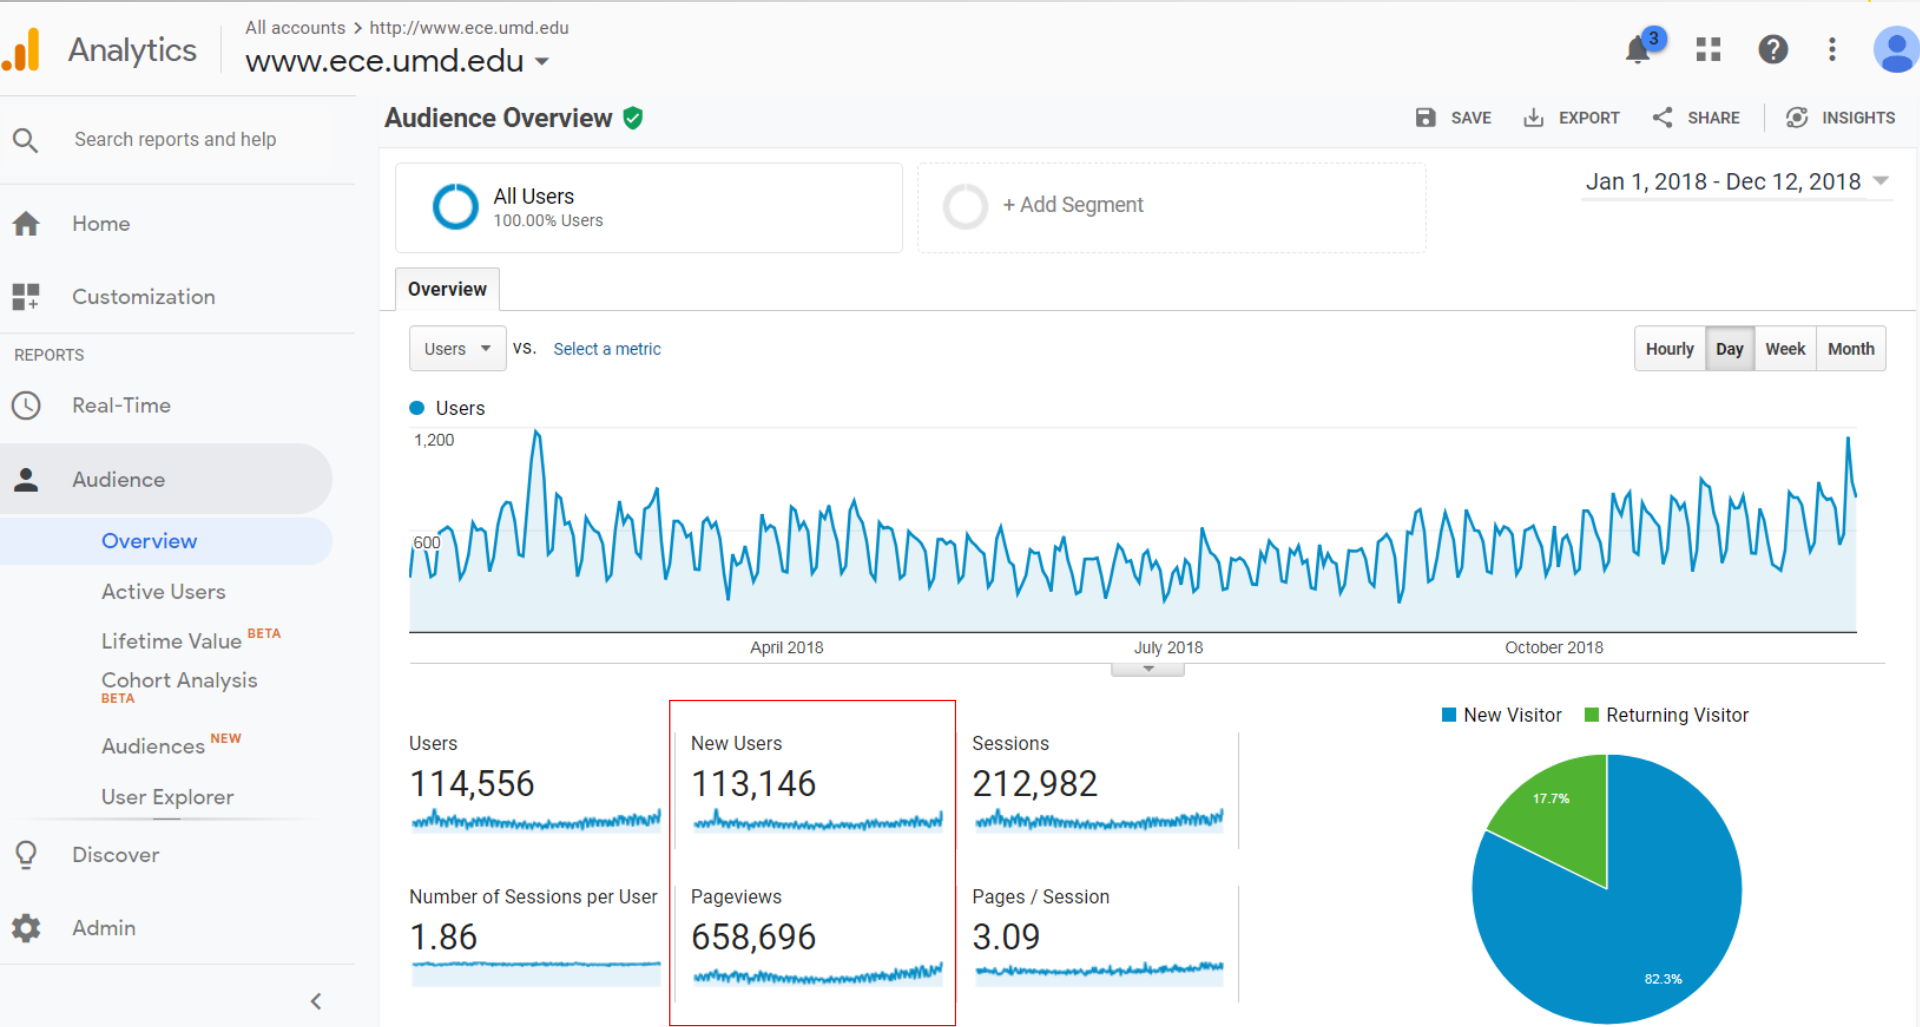 All accounts > http://www.ece.umd.edu
Analytics
www.ece.umd.edu
3
Search reports and help
Home
Customization
REPORTS
Real-Time
Audience
Overview
Active Users
Lifetime Value BETA
Cohort Analysis
BETA
Audiences NEW
User Explorer
Discover
Admin
Audience Overview
SAVE
EXPORT
SHARE
INSIGHTS
All Users
100.00% Users
+ Add Segment
Jan 1, 2018 - Dec 12, 2018
Overview
Users
vs.
Select a metric
Hourly
Day
Week
Month
Users
1,200
600
April 2018
July 2018
October 2018
Users
114,556
New Users
113,146
Sessions
212,982
Number of Sessions per User
1.86
Pageviews
658,696
Pages / Session
3.09
New Visitor
Returning Visitor
17.7%
82.3%